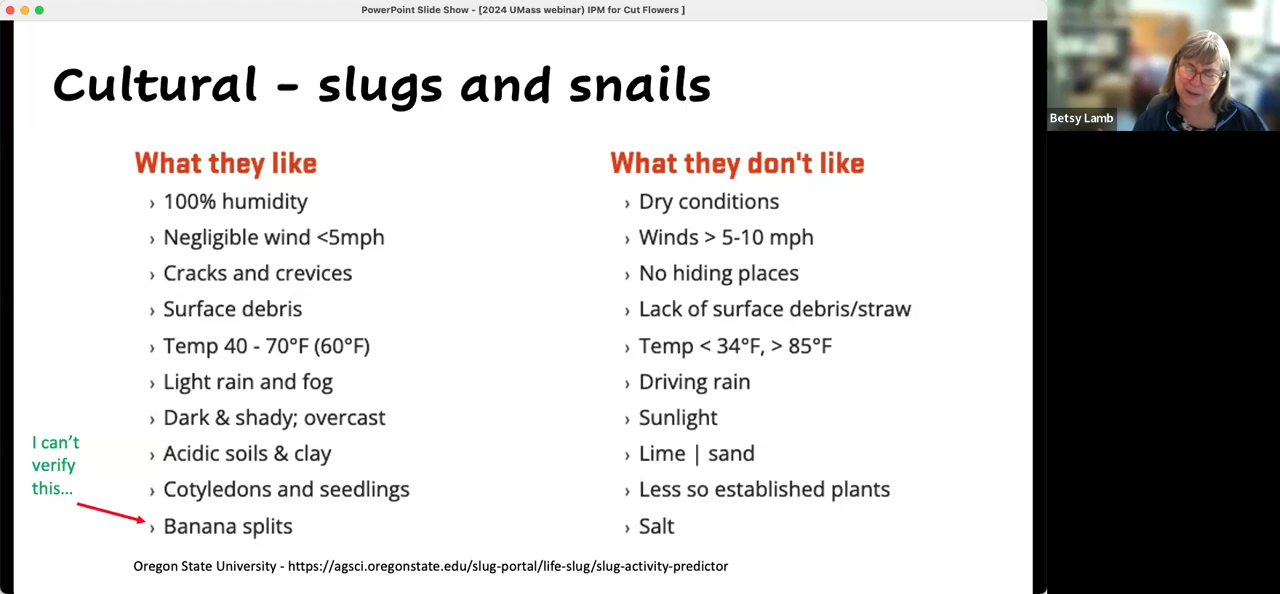 PowerPoint Slide Show - [2024 UMass webinar) IPM for Cut Flowers ]
Cultural - slugs and snails
What they like
› 100% humidity
› Negligible wind <5mph
› Cracks and crevices
› Surface debris
› Temp 40 - 70°F (60°F)
› Light rain and fog
› Dark & shady; overcast
› Acidic soils & clay
› Cotyledons and seedlings
› Banana splits
What they don't like
› Dry conditions
› Winds > 5-10 mph
› No hiding places
› Lack of surface debris/straw
› Temp < 34°F, > 85°F
› Driving rain
› Sunlight
› Lime | sand
› Less so established plants
› Salt
I can't
verify
this...
Oregon State University - https://agsci.oregonstate.edu/slug-portal/life-slug/slug-activity-predictor
Betsy Lamb